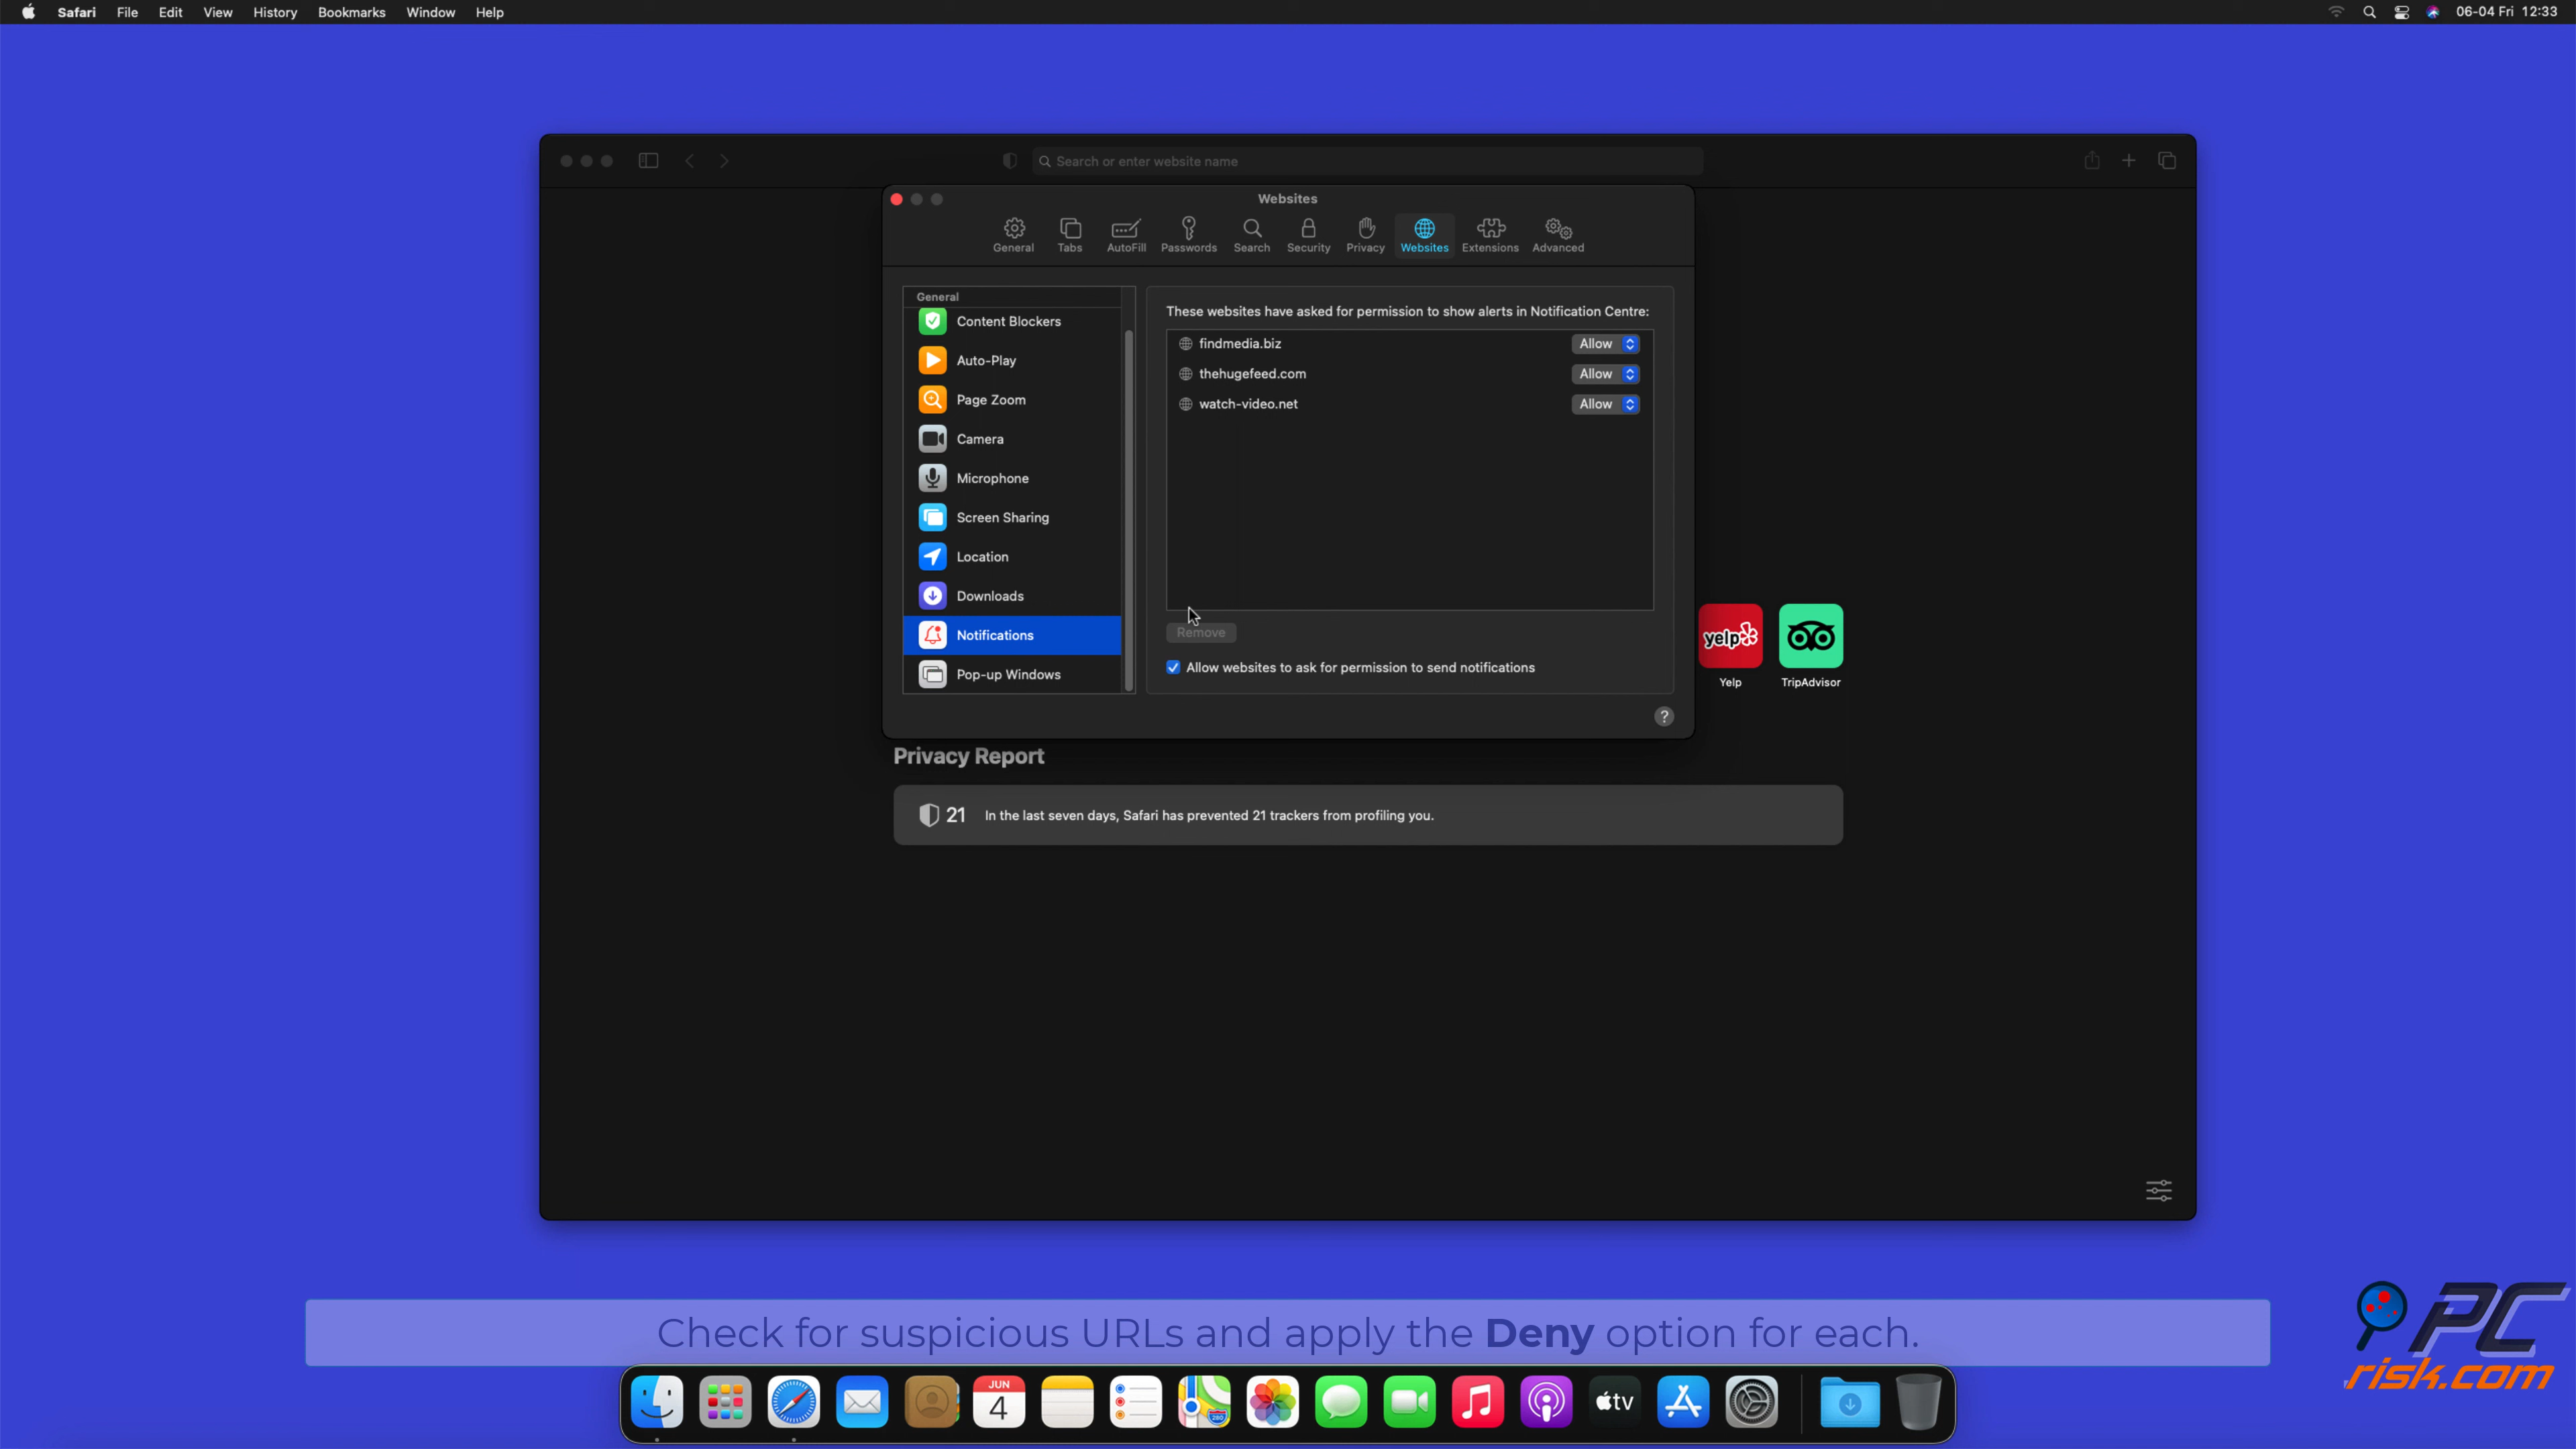 Safari File Edit View History Bookmarks Window Help
06-04 Fri 12:33
Search or enter website name
Websites
General Tabs AutoFill Passwords Search Security Privacy Websites Extensions Advanced
General
Content Blockers
Auto-Play
Page Zoom
Camera
Microphone
Screen Sharing
Location
Downloads
Notifications
Pop-up Windows
These websites have asked for permission to show alerts in Notification Centre:
findmedia.biz Allow
thehugefeed.com Allow
watch-video.net Allow
Remove
Allow websites to ask for permission to send notifications
?
yelp
Yelp TripAdvisor
Privacy Report
21 In the last seven days, Safari has prevented 21 trackers from profiling you.
Check for suspicious URLs and apply the Deny option for each.
PC
risk.com
JUN
4
280
tv